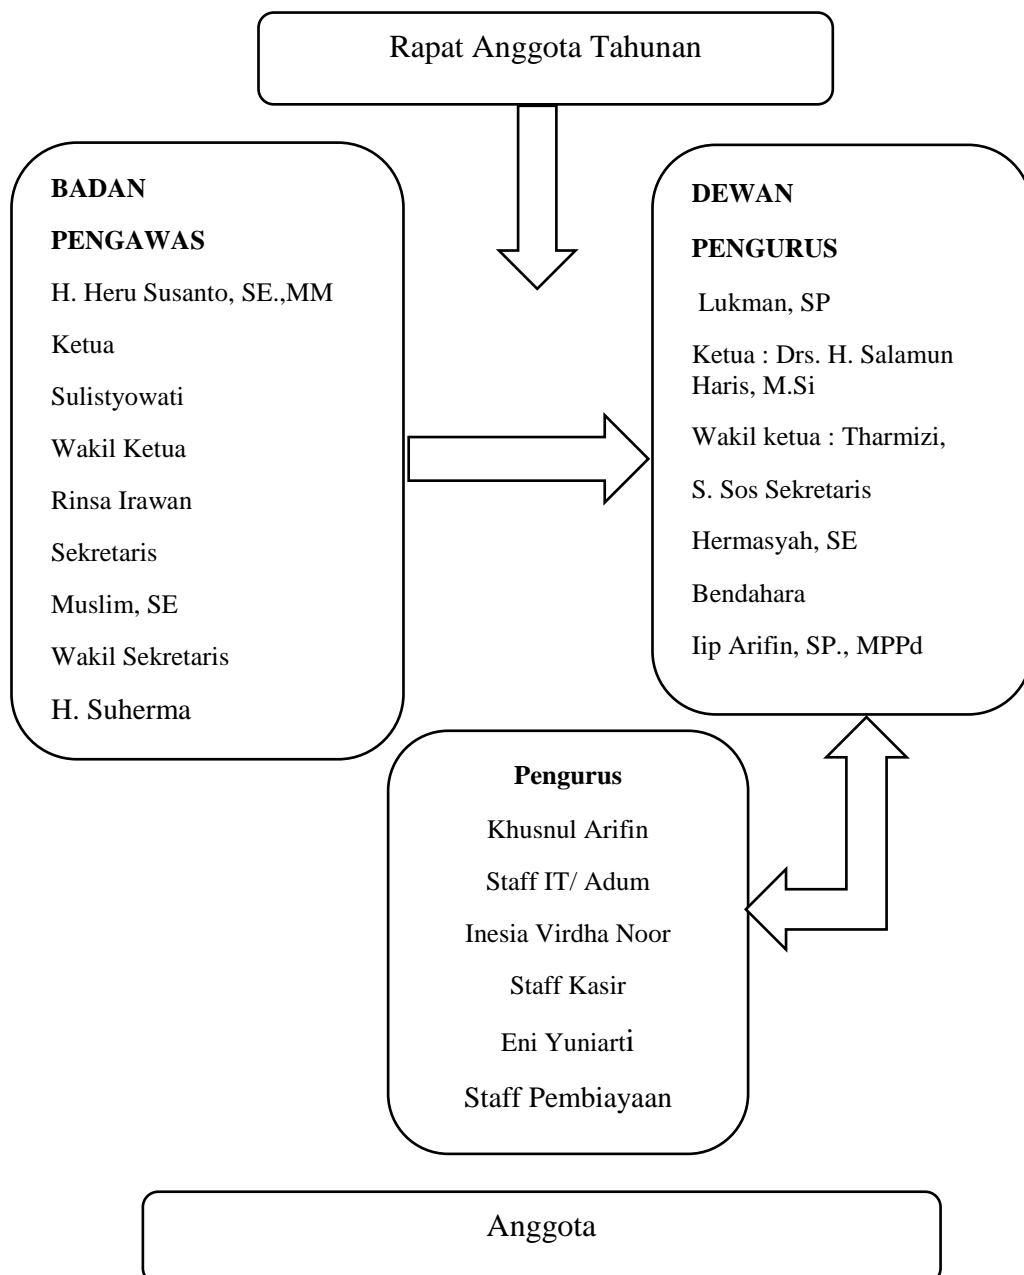 Rapat Anggota Tahunan
BADAN
PENGAWAS
H. Heru Susanto, SE.,MM
Ketua
Sulistyowati
Wakil Ketua
Rinsa Irawan
Sekretaris
Muslim, SE
Wakil Sekretaris
H. Suherma
DEWAN
PENGURUS
Lukman, SP
Ketua : Drs. H. Salamun
Haris, M.Si
Wakil ketua : Tharmizi,
S. Sos Sekretaris
Hermasyah, SE
Bendahara
Iip Arifin, SP., MPPd
Pengurus
Khusnul Arifin
Staff IT/ Adum
Inesia Virdha Noor
Staff Kasir
Eni Yuniarti
Staff Pembiayaan
Anggota